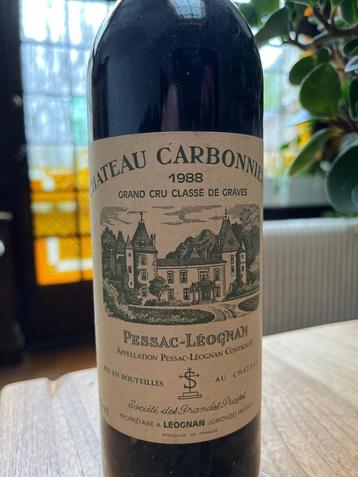 CHATEAU CARBONNIE
1988
GRAND CRU CLASSÉ DE GRAVES
PESSAC-LÉOGNAN
APPELLATION PESSAC-LÉOGNAN CONTROLÉE
MIS EN BOUTEILLES AU CHATEAU
Société des Grandes Graves
PROPRIÉTAIRE A LÉOGNAN (GIRONDE) FRANCE
PRODUCE OF FRANCE